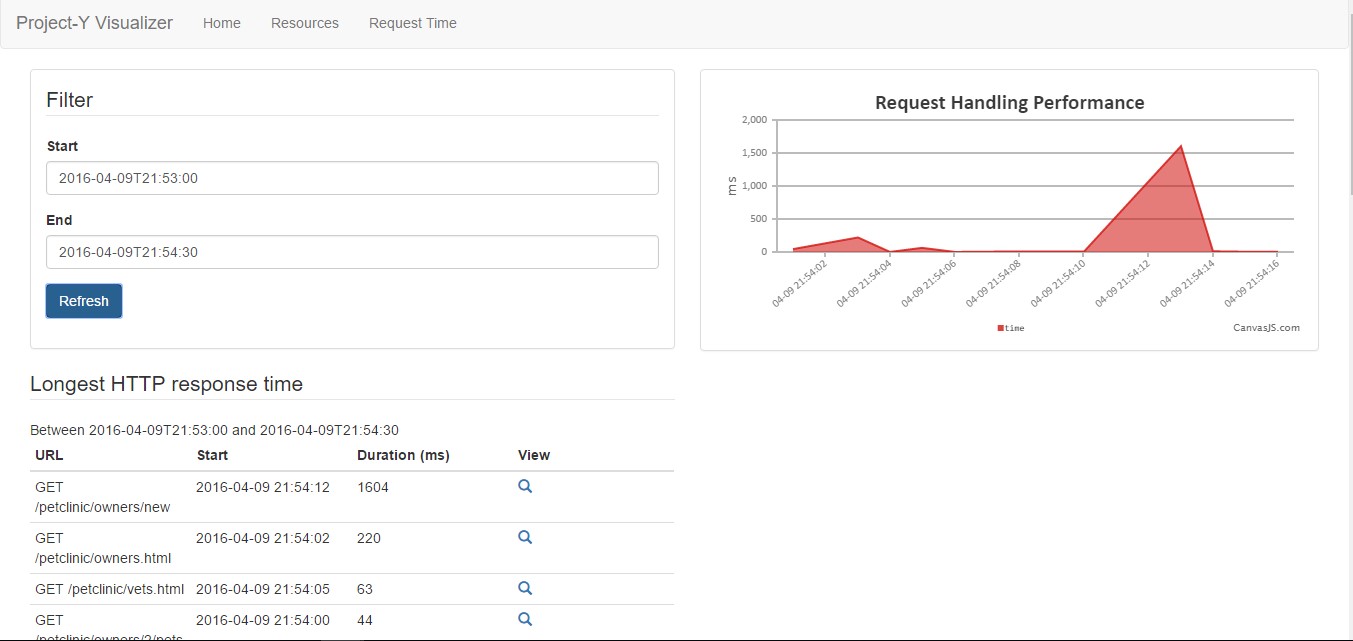 Project-Y Visualizer Home Resources Request Time
Filter
Start
2016-04-09T21:53:00
End
2016-04-09T21:54:30
Refresh
Request Handling Performance
2,000
1,500
1,000
500
0
ms
04-09 21:54:02
04-09 21:54:04
04-09 21:54:06
04-09 21:54:08
04-09 21:54:10
04-09 21:54:12
04-09 21:54:14
04-09 21:54:16
time
CanvasJS.com
Longest HTTP response time
Between 2016-04-09T21:53:00 and 2016-04-09T21:54:30
URL Start Duration (ms) View
GET 2016-04-09 21:54:12 1604
/petclinic/owners/new
GET 2016-04-09 21:54:02 220
/petclinic/owners.html
GET /petclinic/vets.html 2016-04-09 21:54:05 63
GET 2016-04-09 21:54:00 44
/petclinic/owners/2/pets